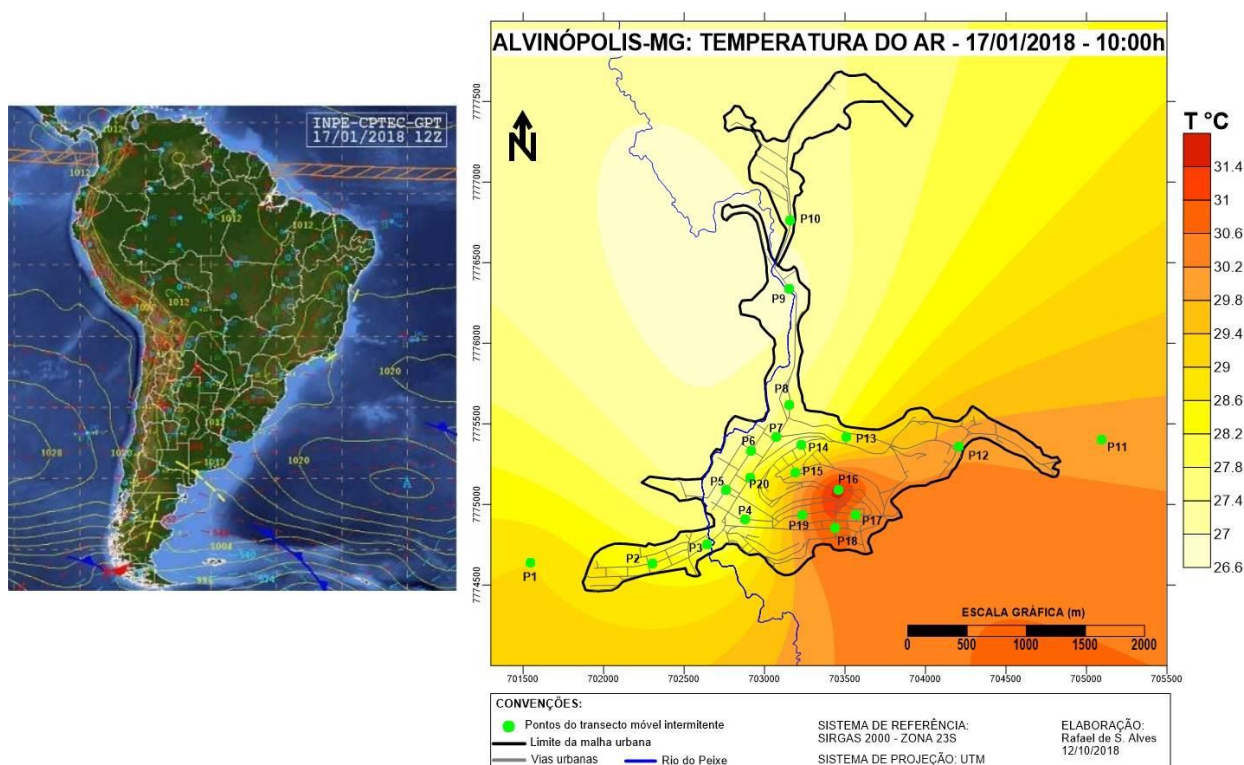 INPE-CPTEC-GPT
17/01/2018 12Z
1012
1012
1012
1012
1012
1020
1028
1020
1012
1020
1012
A
1004
ALVINÓPOLIS-MG: TEMPERATURA DO AR - 17/01/2018 - 10:00h
N
T °C
31.4
31
30.6
30.2
29.8
29.4
29
28.6
28.2
27.8
27.4
27
26.6
7777500
7777000
7776500
7776000
7775500
7775000
7774500
P10
P9
P8
P7
P13
P6
P14
P11
P12
P15
P20
P5
P16
P4
P19
P17
P18
P3
P2
P1
ESCALA GRÁFICA (m)
0 500 1000 1500 2000
701500 702000 702500 703000 703500 704000 704500 705000 705500
CONVENÇÕES:
Pontos do transecto móvel intermitente
Limite da malha urbana
Vias urbanas
Rio do Peixe
SISTEMA DE REFERÊNCIA:
SIRGAS 2000 - ZONA 23S
SISTEMA DE PROJEÇÃO: UTM
ELABORAÇÃO:
Rafael de S. Alves
12/10/2018